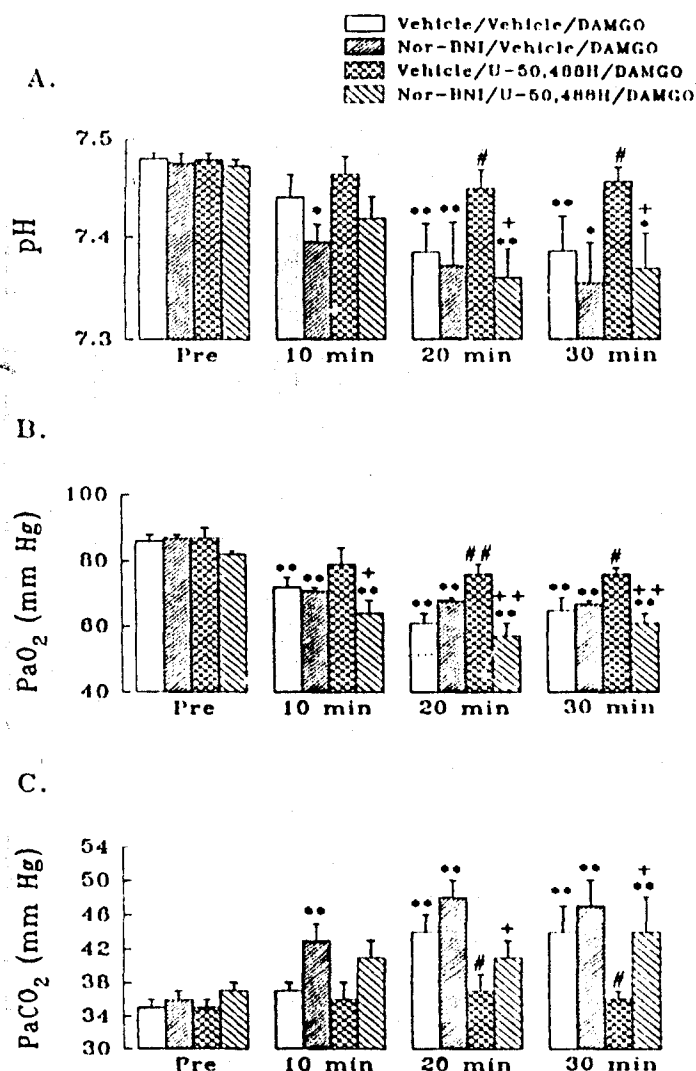 Vehicle/Vehicle/DAMGO
Nor-BNI/Vehicle/DAMGO
Vehicle/U-50,488H/DAMGO
Nor-BNI/U-50,488H/DAMGO
A.
7.5
7.4
7.3
pH
# #
** ** + ** ** * + *
*
Pre 10 min 20 min 30 min
B.
100
80
60
40
PaO2 (mm Hg)
** ** + ** ** ** ## ++ ** ** ** # ++ **
Pre 10 min 20 min 30 min
C.
54
50
46
42
38
34
30
PaCO2 (mm Hg)
** ** ** # + ** ** # + **
Pre 10 min 20 min 30 min